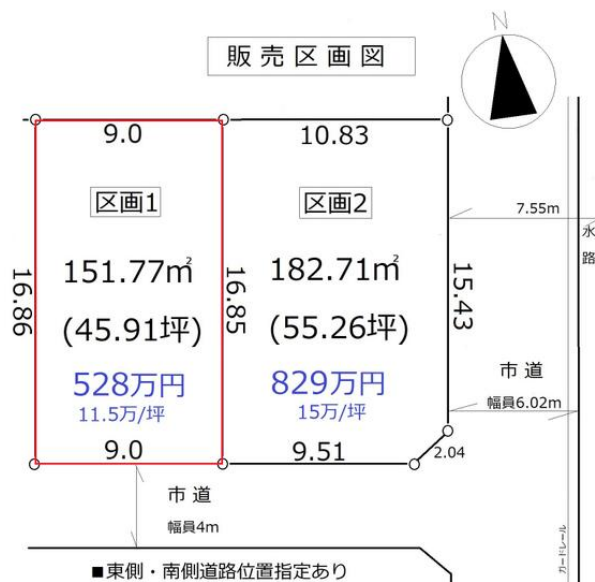 販売区画図
N
9.0
10.83
区画1
区画2
7.55m
水路
151.77㎡
182.71㎡
16.86
16.85
15.43
(45.91坪)
(55.26坪)
528万円
829万円
11.5万/坪
15万/坪
市道
幅員6.02m
9.0
9.51
2.04
市道
幅員4m
ガードレール
■東側・南側道路位置指定あり